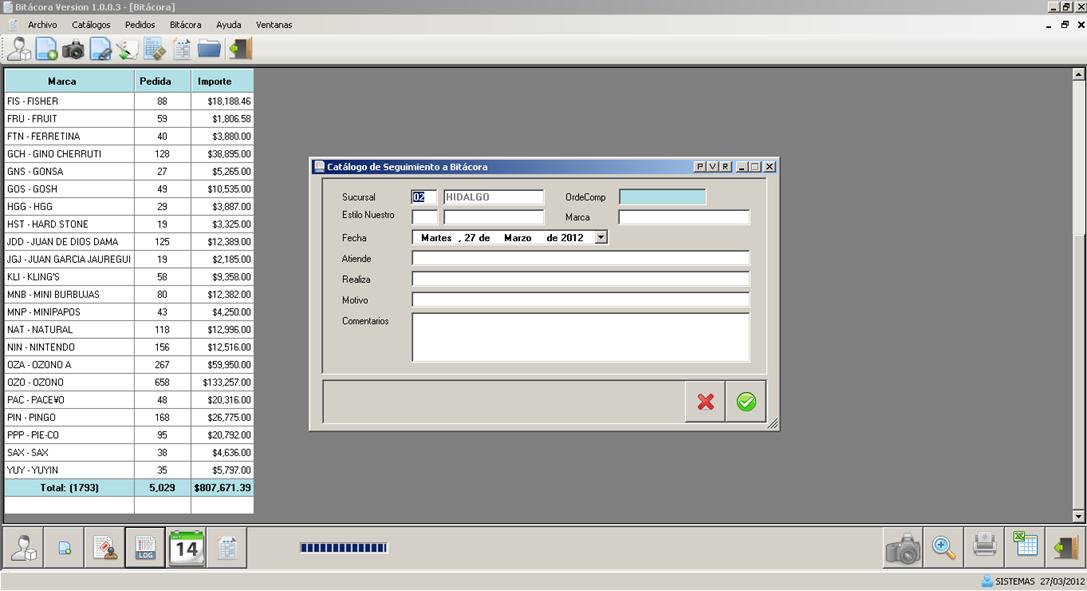 Bitácora Version 1.0.0.3 - [Bitácora]
Archivo Catálogos Pedidos Bitácora Ayuda Ventanas
Marca Pedida Importe
FIS - FISHER 88 $18,188.46
FRU - FRUIT 59 $1,806.58
FTN - FERRETINA 40 $3,880.00
GCH - GINO CHERRUTI 128 $38,895.00
GNS - GONSA 27 $5,265.00
GOS - GOSH 49 $10,535.00
HGG - HGG 29 $3,887.00
HST - HARD STONE 19 $3,325.00
JDD - JUAN DE DIOS DAMA 125 $12,389.00
JGJ - JUAN GARCIA JAUREGUI 19 $2,185.00
KLI - KLING'S 58 $9,358.00
MNB - MINI BURBUJAS 80 $12,382.00
MNP - MINIPAPOS 43 $4,250.00
NAT - NATURAL 118 $12,996.00
NIN - NINTENDO 156 $12,516.00
OZA - OZONO A 267 $59,950.00
OZO - OZONO 658 $133,257.00
PAC - PACE¥O 48 $20,316.00
PIN - PINGO 168 $26,775.00
PPP - PIE-CO 95 $20,792.00
SAX - SAX 38 $4,636.00
YUY - YUYIN 35 $5,797.00
Total: (1793) 5,029 $807,671.39
Catálogo de Seguimiento a Bitácora P V R
Sucursal 02 HIDALGO OrdeComp
Estilo Nuestro Marca
Fecha Martes , 27 de Marzo de 2012
Atiende
Realiza
Motivo
Comentarios
LOG 14
SISTEMAS 27/03/2012